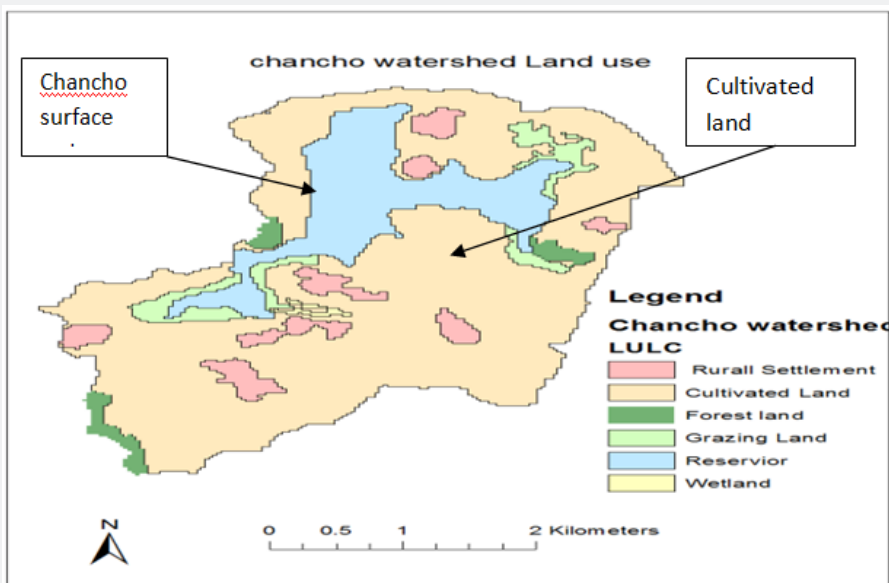 chancho watershed Land use
Chancho
surface
Cultivated
land
Legend
Chancho watershed
LULC
Rurall Settlement
Cultivated Land
Forest land
Grazing Land
Reservior
Wetland
N
0 0.5 1 2 Kilometers